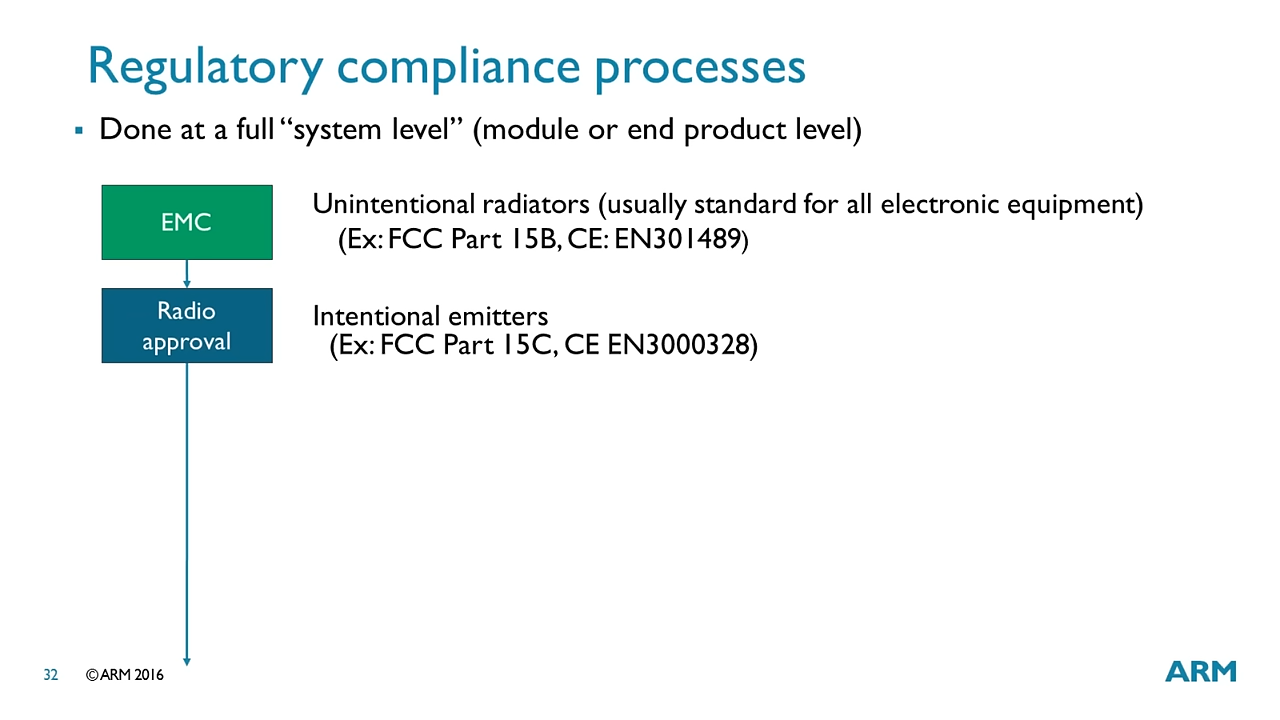 Regulatory compliance processes
▪ Done at a full “system level” (module or end product level)
EMC
Unintentional radiators (usually standard for all electronic equipment)
(Ex: FCC Part 15B, CE: EN301489)
Radio
approval
Intentional emitters
(Ex: FCC Part 15C, CE EN3000328)
32 © ARM 2016
ARM